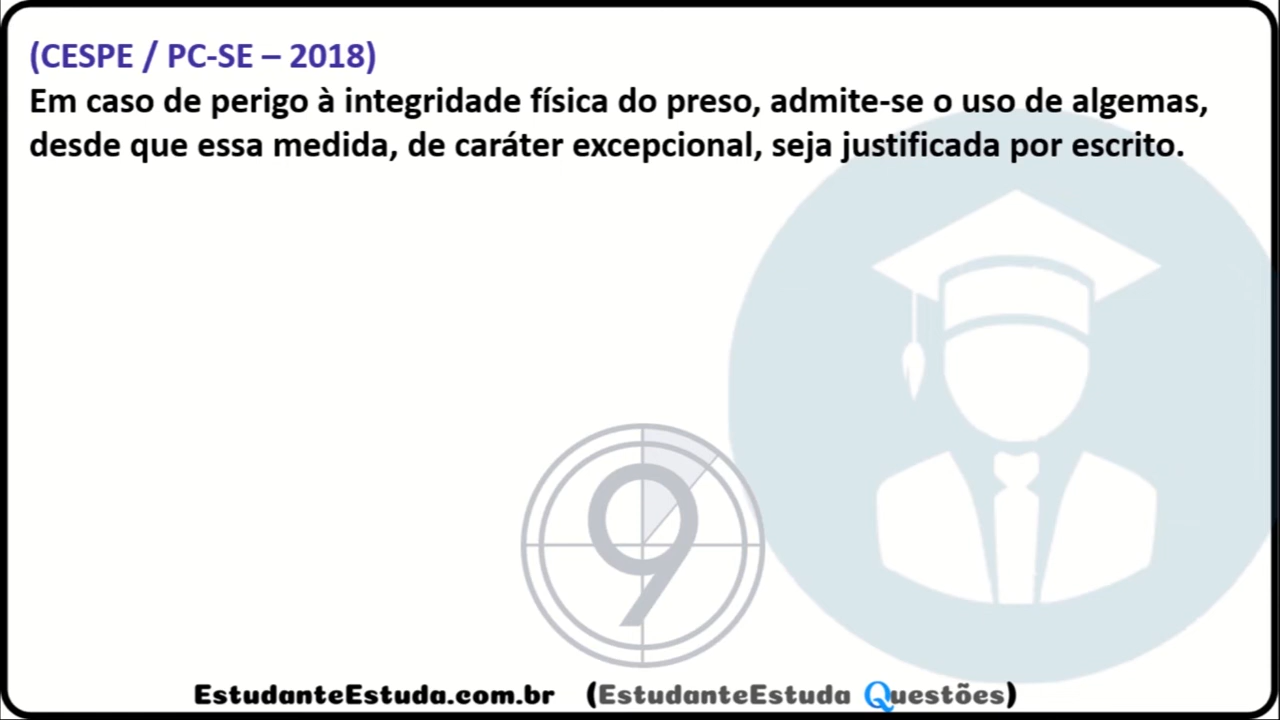 (CESPE / PC-SE – 2018)
Em caso de perigo à integridade física do preso, admite-se o uso de algemas,
desde que essa medida, de caráter excepcional, seja justificada por escrito.
9
EstudanteEstuda.com.br (EstudanteEstuda Questões)